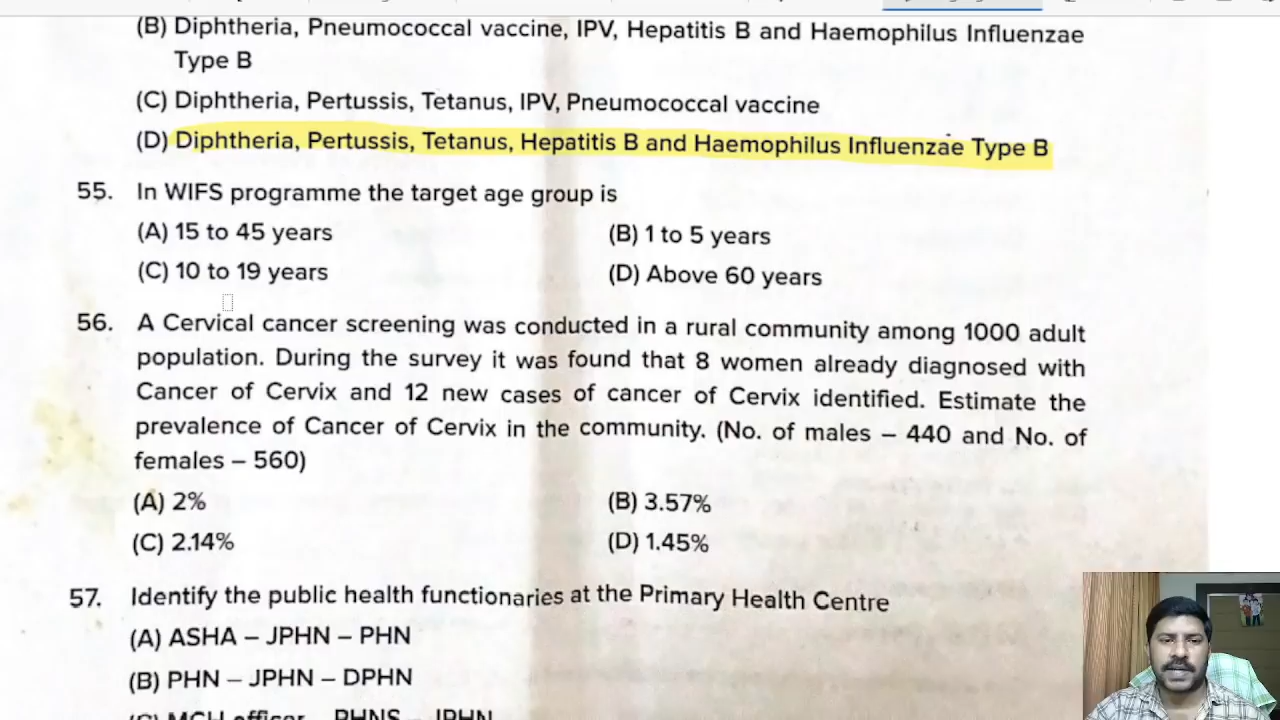 (B) Diphtheria, Pneumococcal vaccine, IPV, Hepatitis B and Haemophilus Influenzae
Type B
(C) Diphtheria, Pertussis, Tetanus, IPV, Pneumococcal vaccine
(D) Diphtheria, Pertussis, Tetanus, Hepatitis B and Haemophilus Influenzae Type B
55. In WIFS programme the target age group is
(A) 15 to 45 years (B) 1 to 5 years
(C) 10 to 19 years (D) Above 60 years
56. A Cervical cancer screening was conducted in a rural community among 1000 adult
population. During the survey it was found that 8 women already diagnosed with
Cancer of Cervix and 12 new cases of cancer of Cervix identified. Estimate the
prevalence of Cancer of Cervix in the community. (No. of males – 440 and No. of
females – 560)
(A) 2% (B) 3.57%
(C) 2.14% (D) 1.45%
57. Identify the public health functionaries at the Primary Health Centre
(A) ASHA – JPHN – PHN
(B) PHN – JPHN – DPHN
(C) MCH officer – PHNS – JPHN